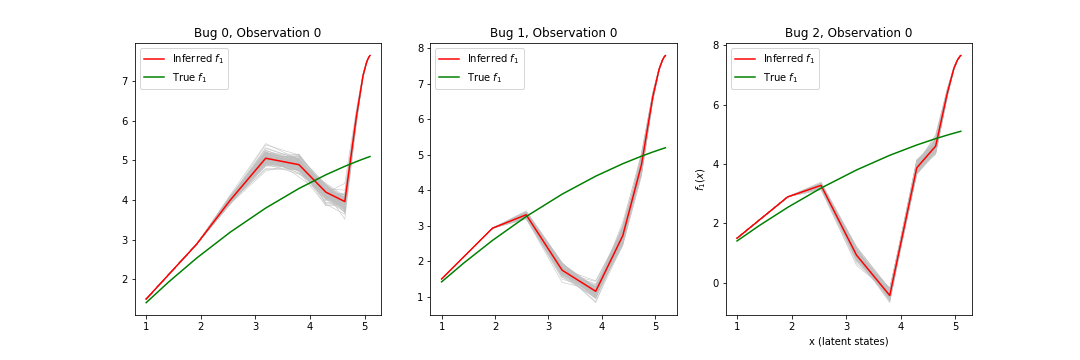 Bug 0, Observation 0
Inferred f₁
True f₁
7
6
5
4
3
2
1 2 3 4 5
Bug 1, Observation 0
Inferred f₁
True f₁
8
7
6
5
4
3
2
1
1 2 3 4 5
Bug 2, Observation 0
Inferred f₁
True f₁
f₁(x)
8
6
4
2
0
1 2 3 4 5
x (latent states)